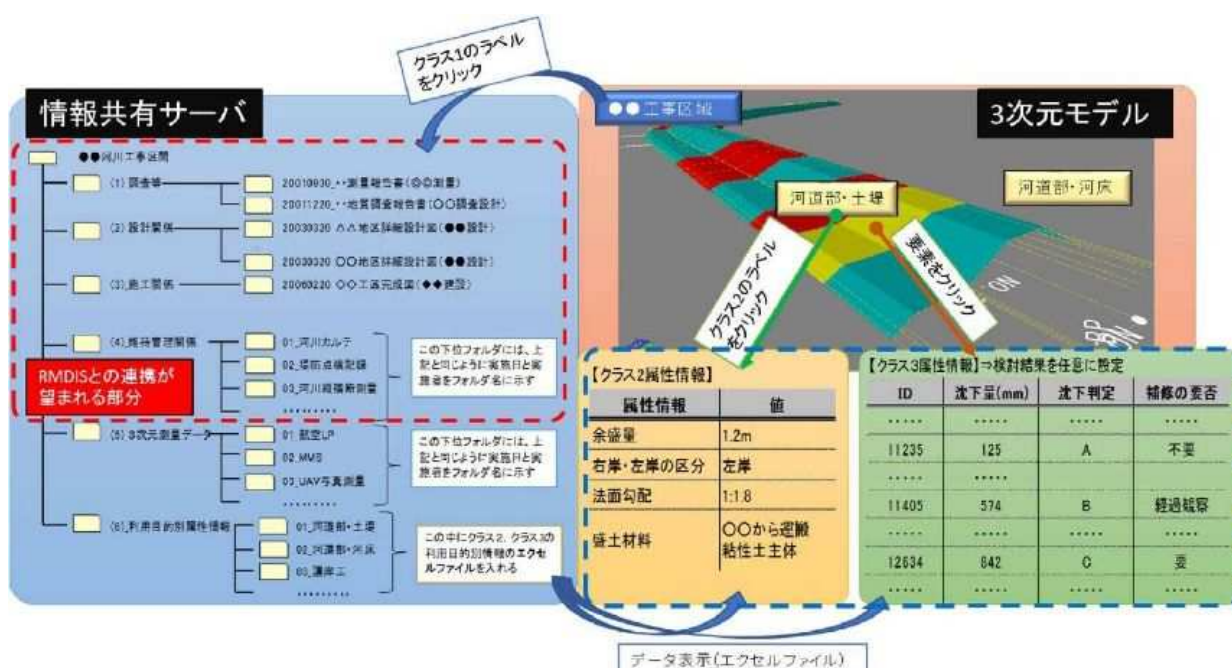 クラス1のラベル
をクリック
情報共有サーバ
●●工事区域
3次元モデル
●●河川工事区間
(1)調査等
20010930_・・測量報告書(◎◎測量)
20011220_・・地質調査報告書(○○調査設計)
(2)設計関係
20030320 △△地区詳細設計図(●●設計)
20030320 ○○地区詳細設計図(●●設計)
(3)_施工関係
20060220 ○○工区完成図(◆◆建設)
(4)_維持管理関係
01_河川カルテ
02_堤防点検記録
03_河川縦横断測量
………
この下位フォルダには、上
記と同じように実施日と実
施者をフォルダ名に示す
RMDISとの連携が
望まれる部分
(5)3次元測量データ
01_航空LP
02_MMS
03_UAV写真測量
………
この下位フォルダには、上
記と同じように実施日と実
施者をフォルダ名に示す
(6)_利用目的別属性情報
01_河道部・土堤
02_河道部・河床
03_護岸工
………
この中にクラス2、クラス3の
利用目的別情報のエクセ
ルファイルを入れる
河道部・土堤
河道部・河床
クラス2のラベル
をクリック
要素をクリック
BP
【クラス2属性情報】
属性情報 値
余盛量 1.2m
右岸・左岸の区分 左岸
法面勾配 1:1.8
盛土材料 ○○から運搬
粘性土主体
【クラス3属性情報】⇒検討結果を任意に設定
ID 沈下量(mm) 沈下判定 補修の要否
・・・・・ ・・・・・ ・・・・・ ・・・・・
11235 125 A 不要
・・・・・ ・・・・・
11405 574 B 経過観察
・・・・・ ・・・・・ ・・・・・ ・・・・・
12634 842 C 要
・・・・・ ・・・・・ ・・・・・ ・・・・・
データ表示(エクセルファイル)